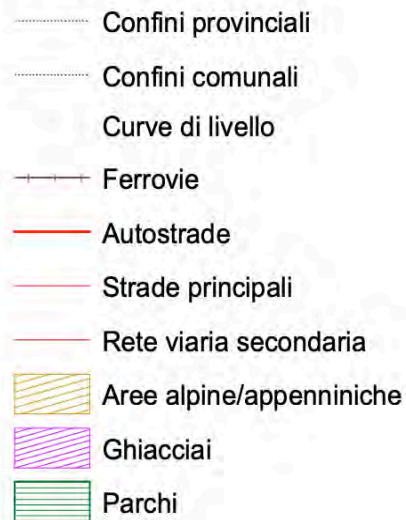 Confini provinciali
Confini comunali
Curve di livello
Ferrovie
Autostrade
Strade principali
Rete viaria secondaria
Aree alpine/appenniniche
Ghiacciai
Parchi